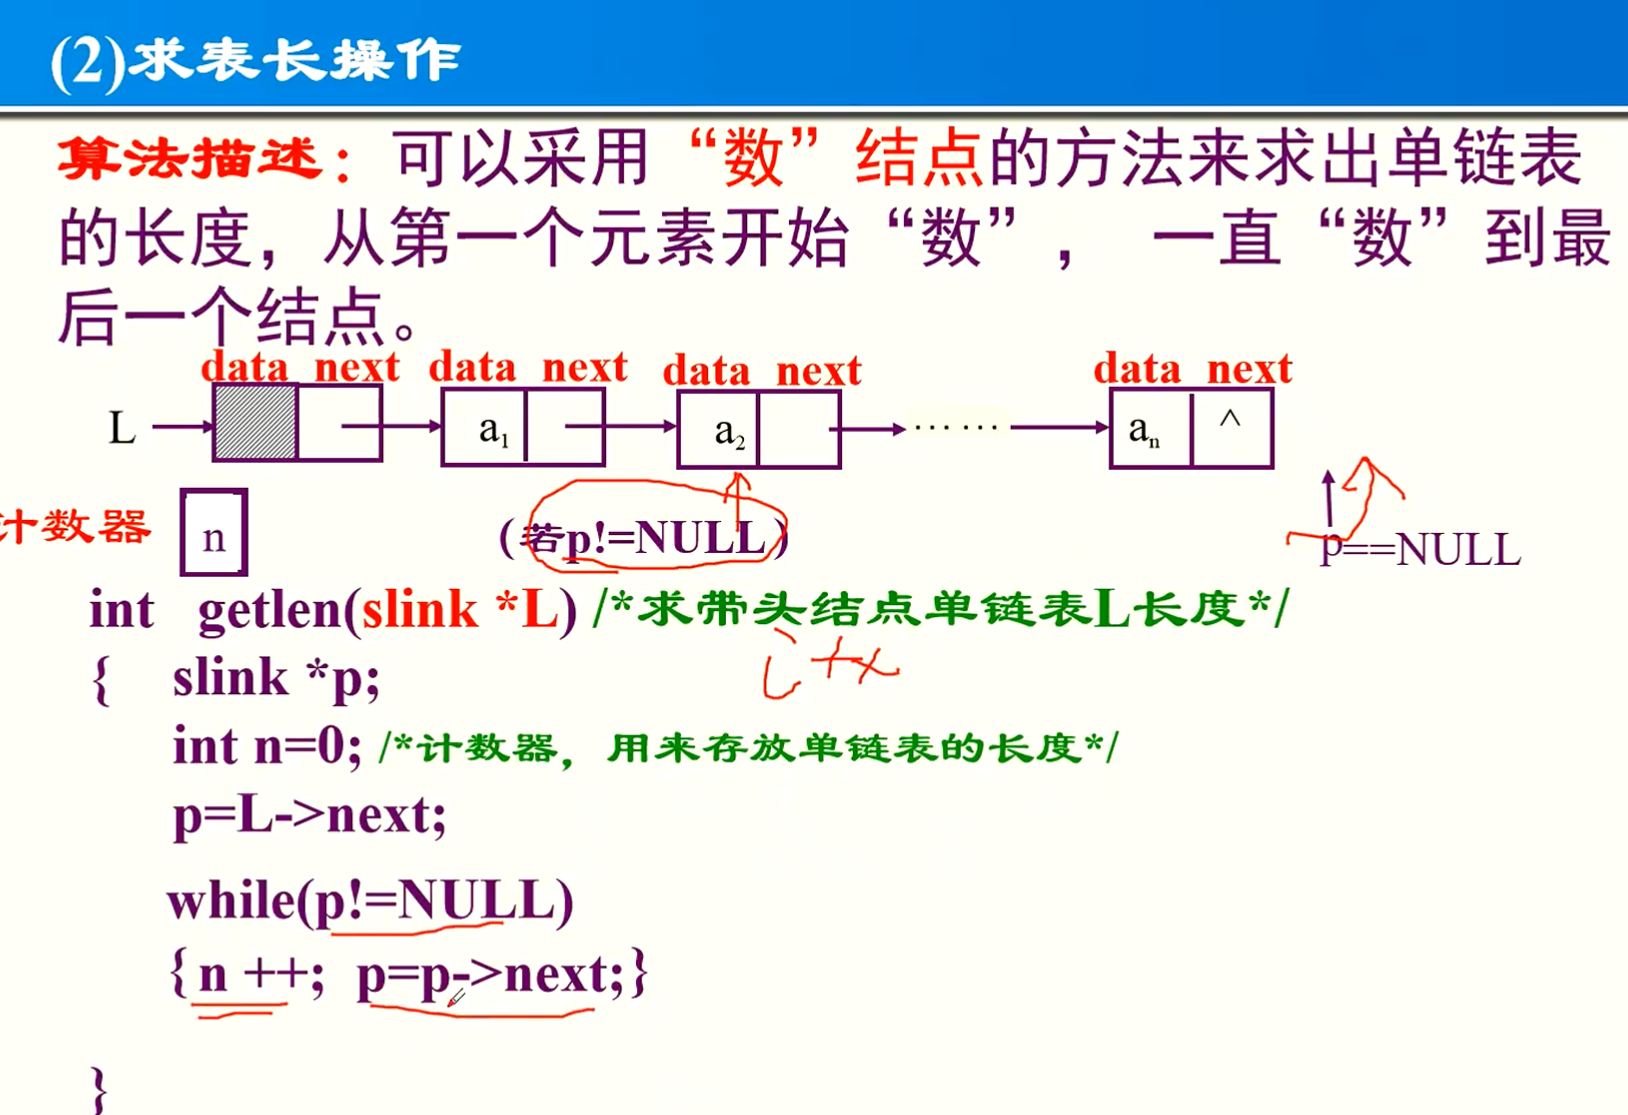 (2)求表长操作
算法描述：可以采用“数”结点的方法来求出单链表
的长度，从第一个元素开始“数”，一直“数”到最
后一个结点。
data next data next data next data next
L a1 a2 …… an ^
计数器 n (若p!=NULL) p==NULL
int getlen(slink *L) /*求带头结点单链表L长度*/
{ slink *p;
int n=0; /*计数器，用来存放单链表的长度*/
p=L->next;
while(p!=NULL)
{n ++; p=p->next;}
}